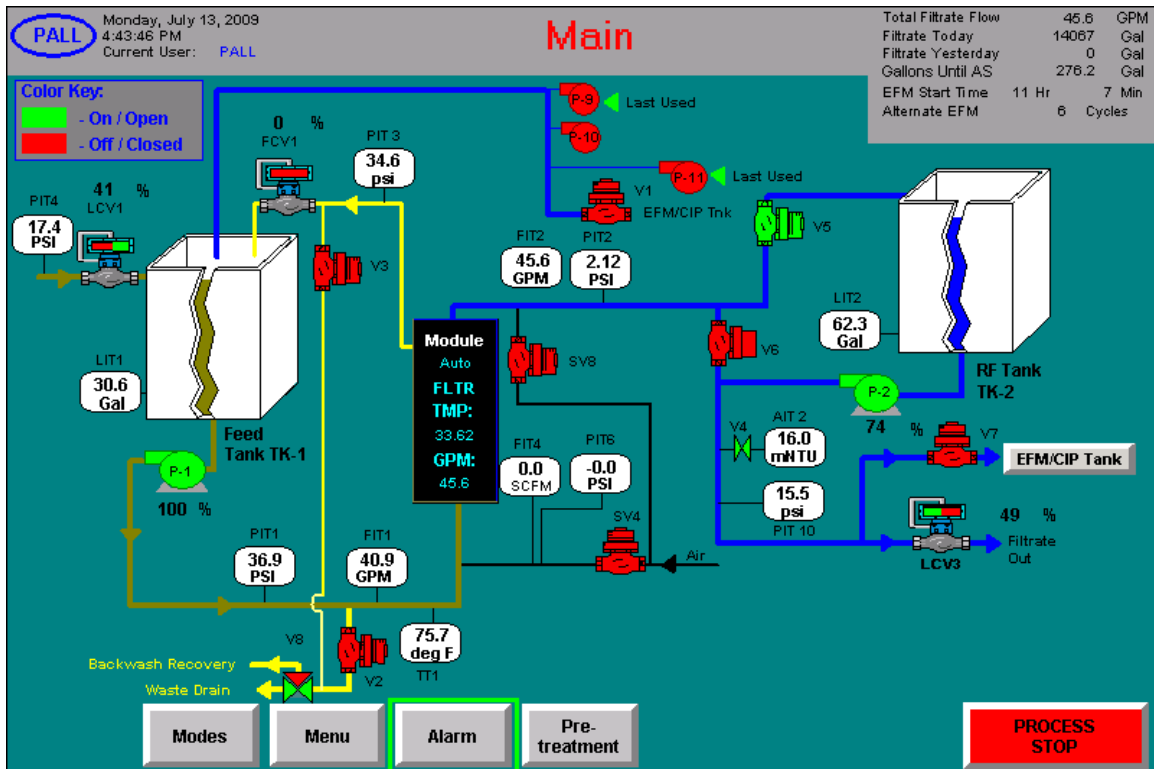 PALL
Monday, July 13, 2009
4:43:46 PM
Current User: PALL
Main
Total Filtrate Flow 45.6 GPM
Filtrate Today 14067 Gal
Filtrate Yesterday 0 Gal
Gallons Until AS 276.2 Gal
EFM Start Time 11 Hr 7 Min
Alternate EFM 6 Cycles
Color Key:
- On / Open
- Off / Closed
0 %
FCV1
PIT 3
34.6
psi
P-9
Last Used
P-10
P-11
Last Used
V1
EFM/CIP Tnk
PIT4
17.4
PSI
41 %
LCV1
V3
FIT2
45.6
GPM
PIT2
2.12
PSI
V5
LIT2
62.3
Gal
RF Tank
TK-2
LIT1
30.6
Gal
Feed
Tank TK-1
P-1
100 %
Module
Auto
FLTR
TMP:
33.62
GPM:
45.6
SV8
V6
P-2
74 %
FIT4
0.0
SCFM
PIT6
-0.0
PSI
V4
AIT 2
16.0
mNTU
15.5
psi
PIT 10
V7
EFM/CIP Tank
49 %
Filtrate
Out
LCV3
SV4
Air
PIT1
36.9
PSI
FIT1
40.9
GPM
75.7
deg F
TT1
V8
V2
Backwash Recovery
Waste Drain
Modes
Menu
Alarm
Pre-
treatment
PROCESS
STOP